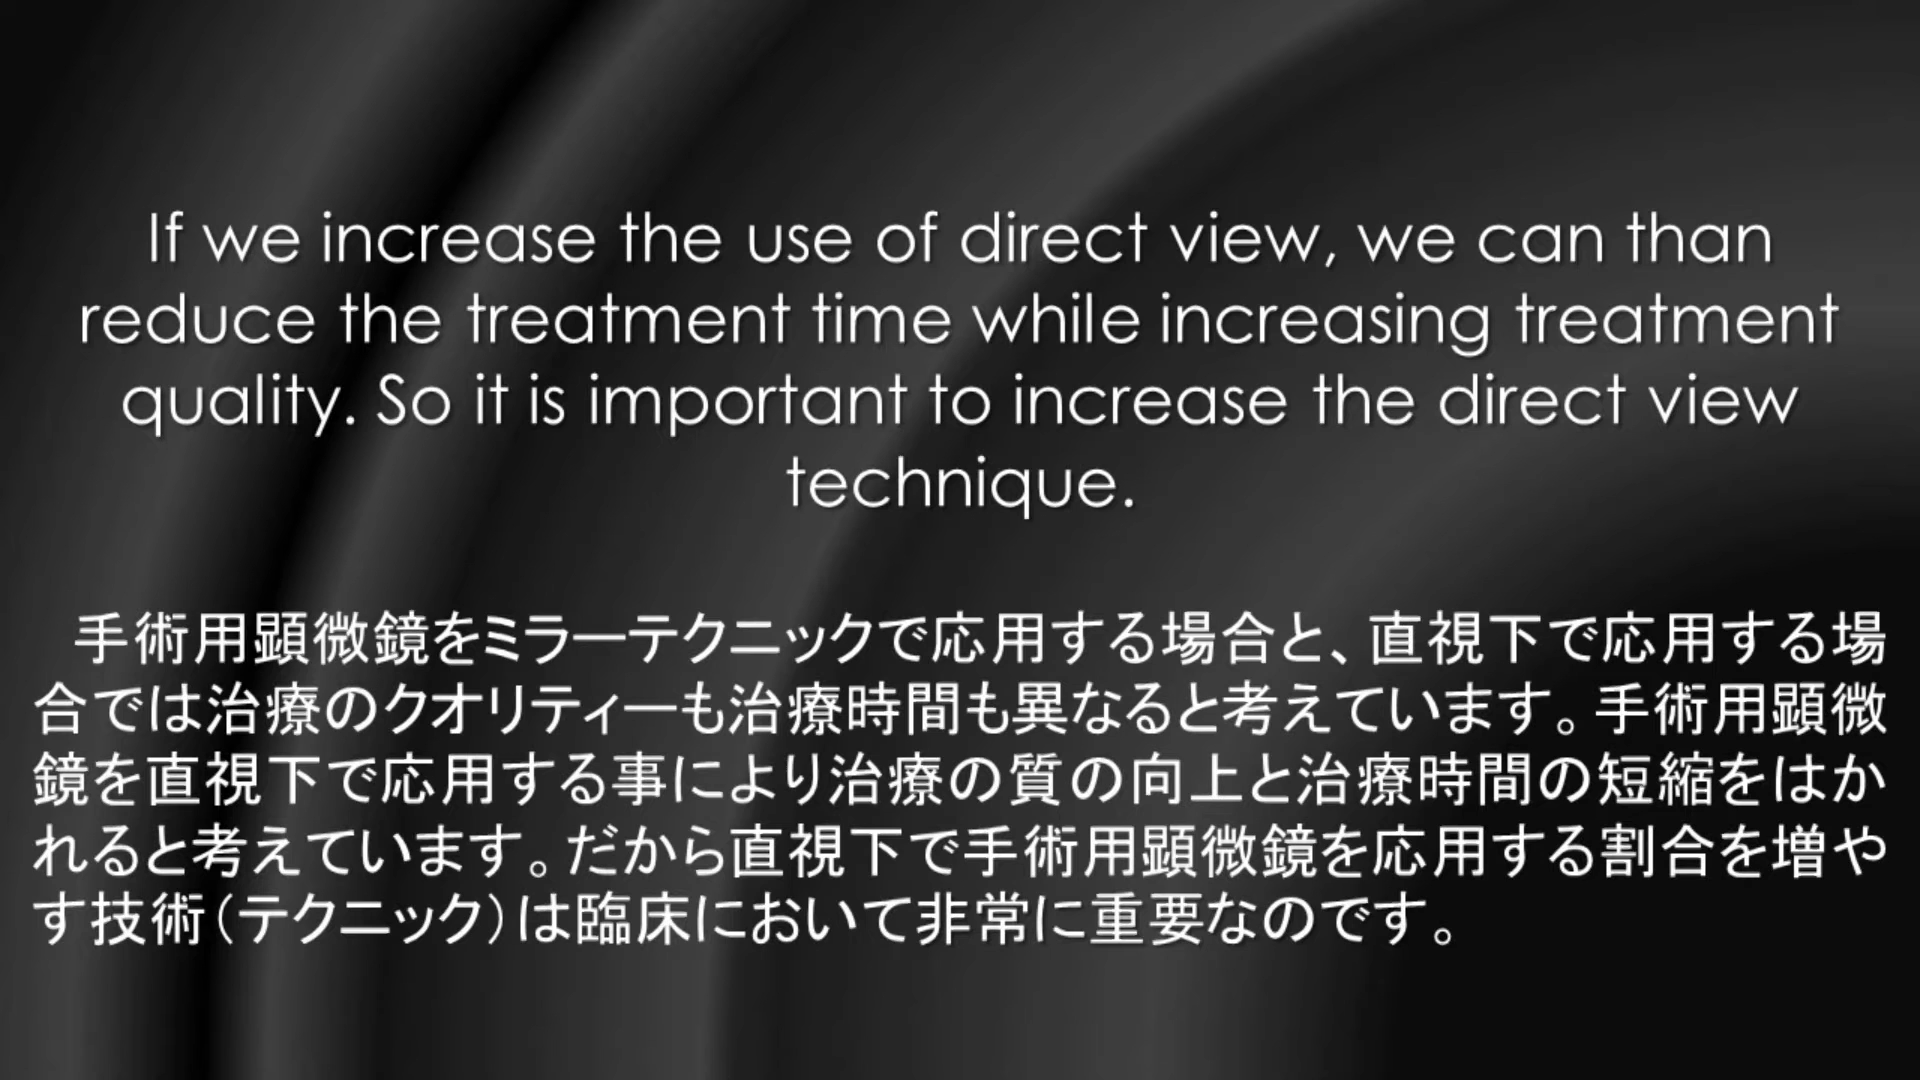 If we increase the use of direct view, we can than
reduce the treatment time while increasing treatment
quality. So it is important to increase the direct view
technique.
手術用顕微鏡をミラーテクニックで応用する場合と、直視下で応用する場
合では治療のクオリティーも治療時間も異なると考えています。手術用顕微
鏡を直視下で応用する事により治療の質の向上と治療時間の短縮をはか
れると考えています。だから直視下で手術用顕微鏡を応用する割合を増や
す技術（テクニック）は臨床において非常に重要なのです。